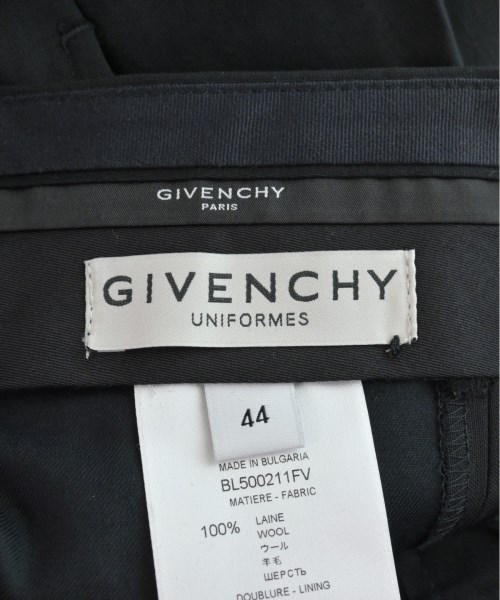 GIVENCHY
PARIS
GIVENCHY
UNIFORMES
44
MADE IN BULGARIA
BL500211FV
MATIERE - FABRIC
100% LAINE
WOOL
ウール
羊毛
ШЕРСТЬ
DOUBLURE - LINING